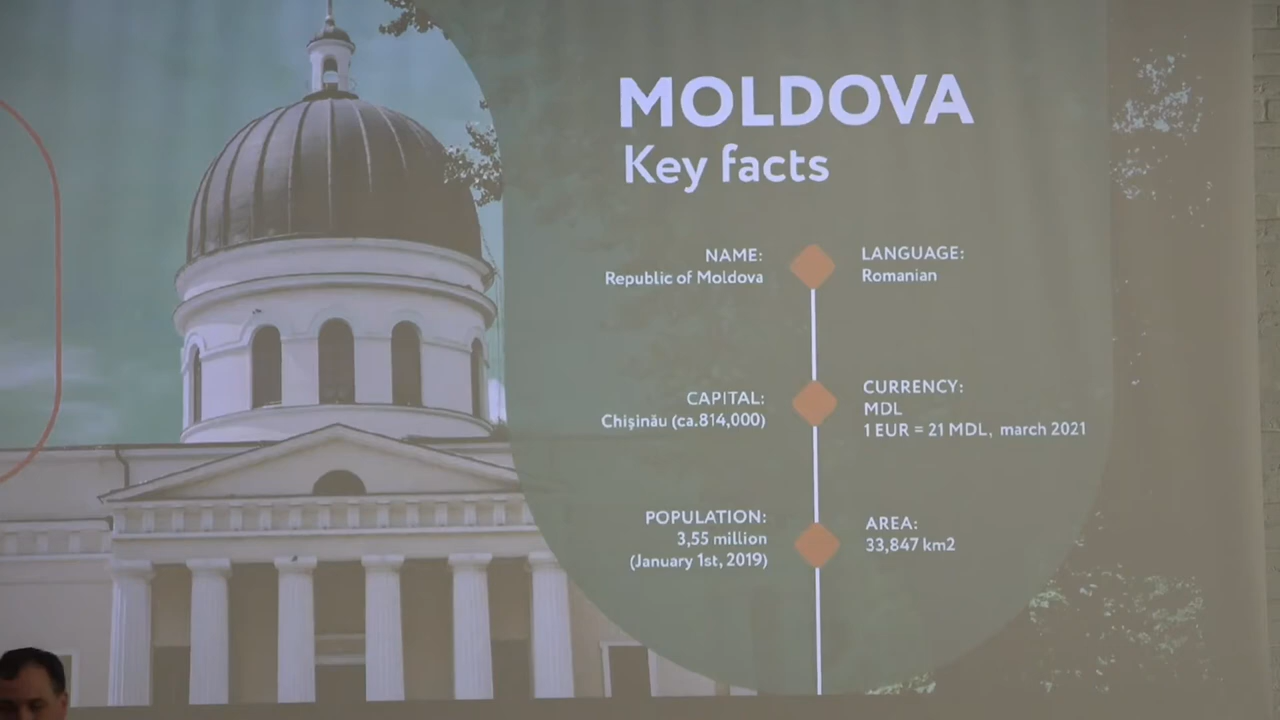 MOLDOVA
Key facts
NAME:
Republic of Moldova
LANGUAGE:
Romanian
CAPITAL:
Chișinău (ca.814,000)
CURRENCY:
MDL
1 EUR = 21 MDL, march 2021
POPULATION:
3,55 million
(January 1st, 2019)
AREA:
33,847 km2